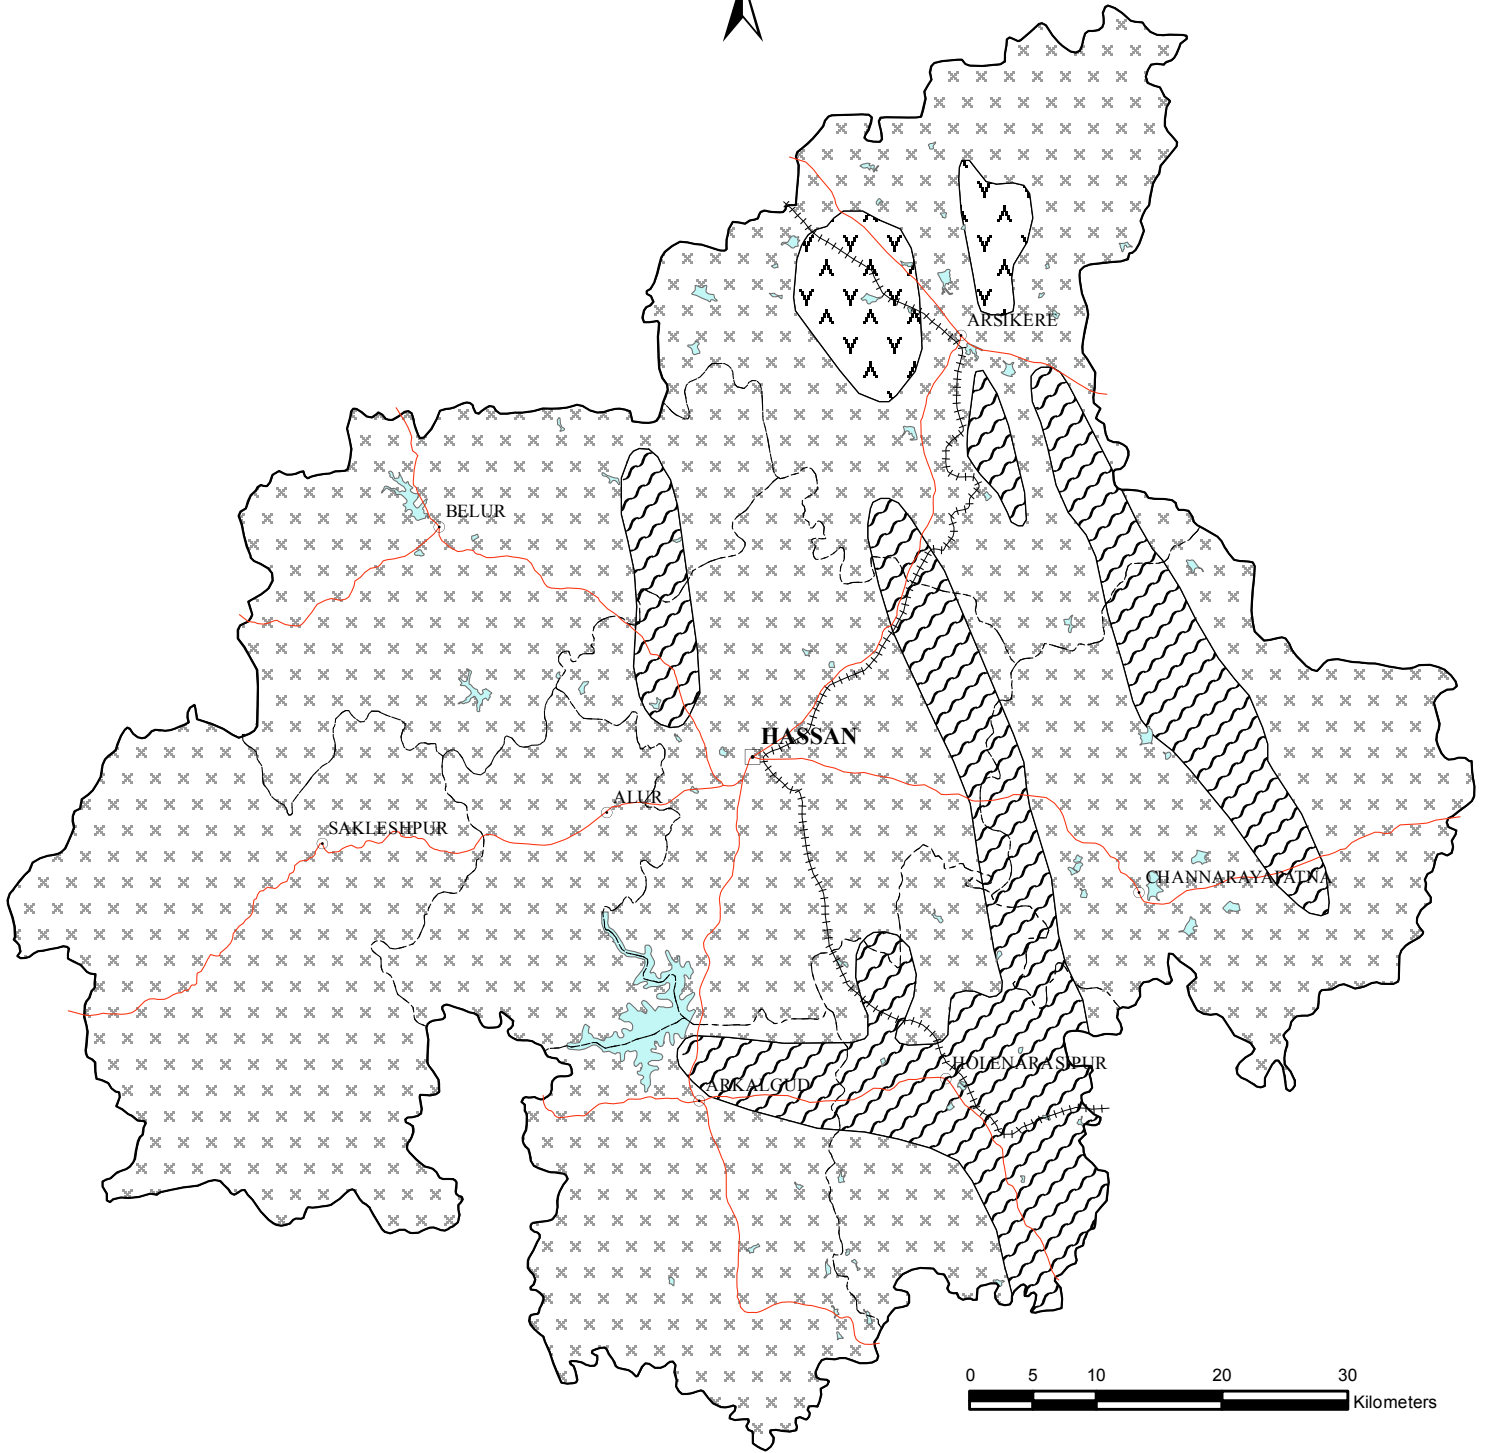 ARSIKERE
BELUR
HASSAN
ALUR
SAKLESHPUR
CHANNARAYAPATNA
HOLENARASIPUR
ARKALGUD
0 5 10 20 30
Kilometers